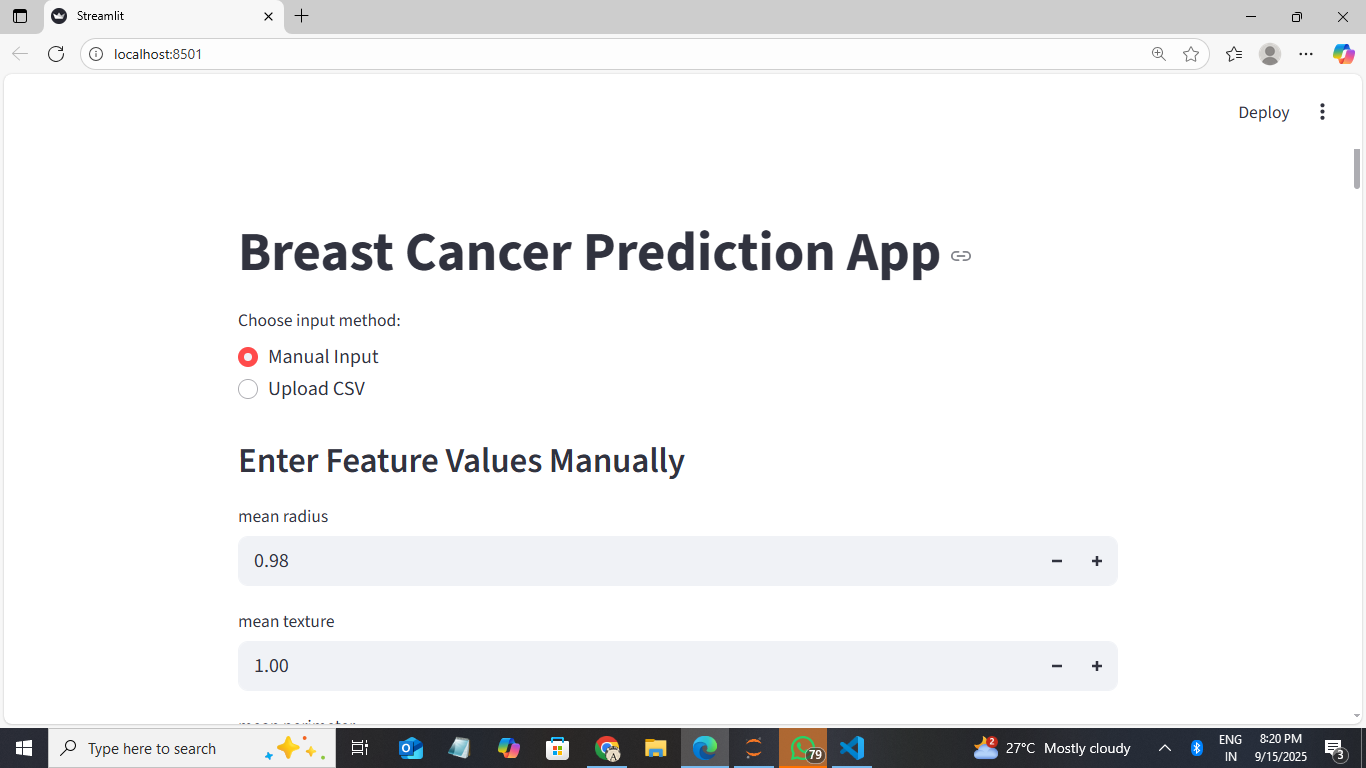 Streamlit
localhost:8501
Deploy
Breast Cancer Prediction App
Choose input method:
Manual Input
Upload CSV
Enter Feature Values Manually
mean radius
0.98
mean texture
1.00
mean perimeter
Type here to search
A
79
2
27°C Mostly cloudy
ENG
IN
8:20 PM
9/15/2025
3